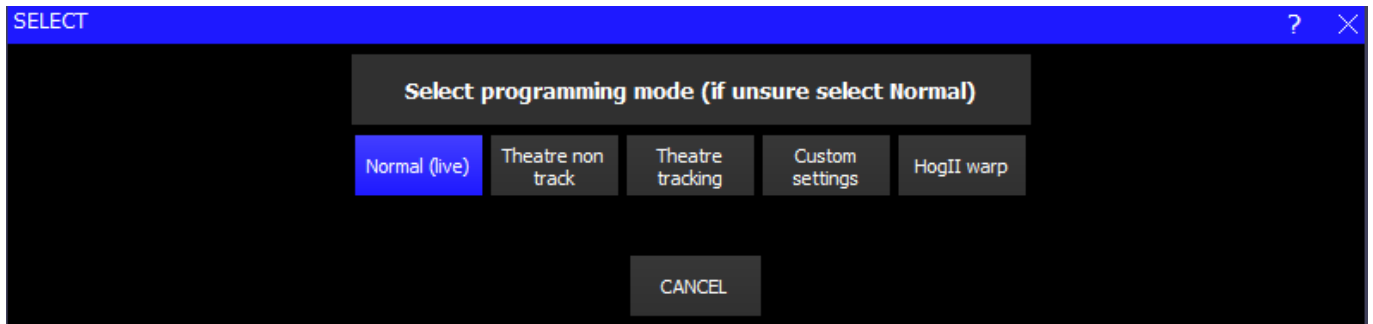 SELECT ?
Select programming mode (if unsure select Normal)
Normal (live) Theatre non track Theatre tracking Custom settings HogII warp
CANCEL